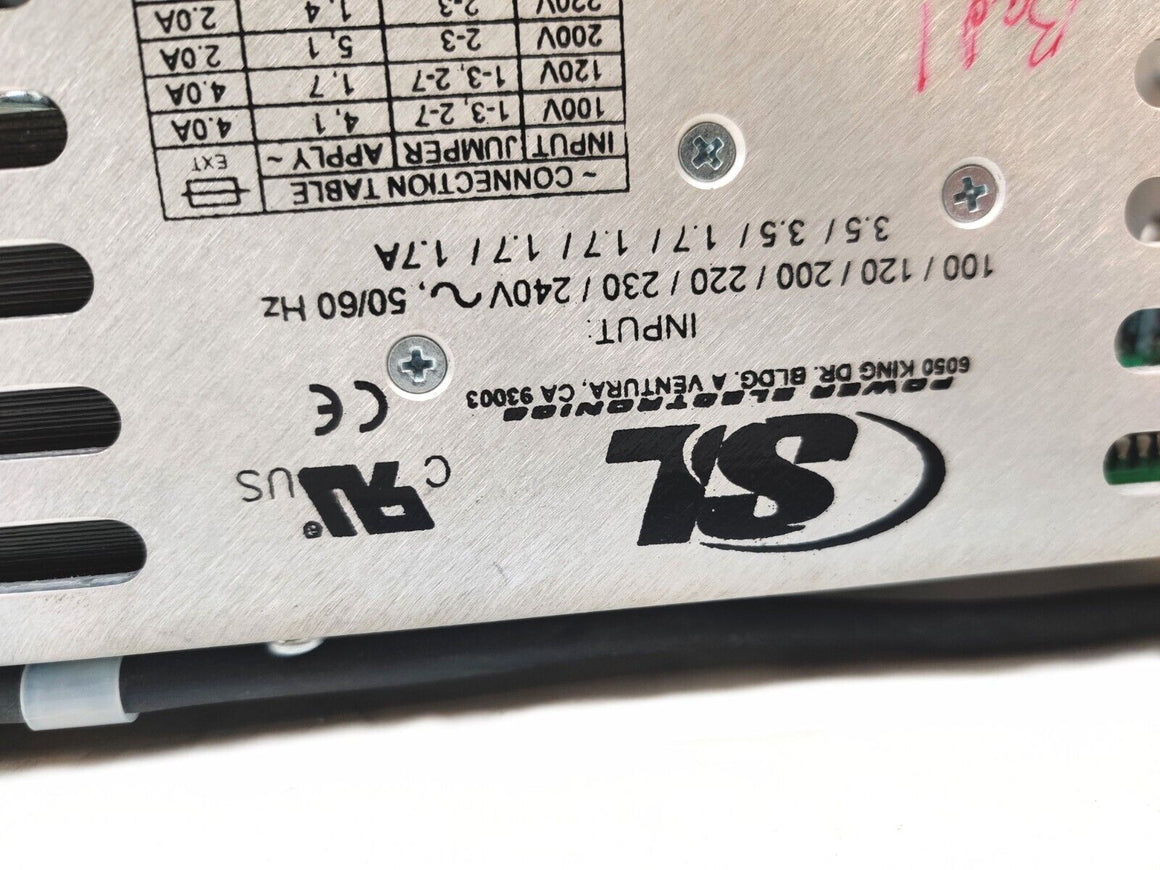 SL
POWER ELECTRONICS
6050 KING DR. BLDG. A VENTURA, CA 93003
c RU US
®
CE
INPUT:
100 / 120 / 200 / 220 / 230 / 240V ~, 50/60 Hz
3.5 / 3.5 / 1.7 / 1.7 / 1.7 / 1.7A
~ CONNECTION TABLE
INPUT JUMPER APPLY ~ EXT
100V 1-3, 2-7 4, 1 4.0A
120V 1-3, 2-7 1, 7 4.0A
200V 2-3 5, 1 2.0A
220V 2-3 1, 4 2.0A
Bad!